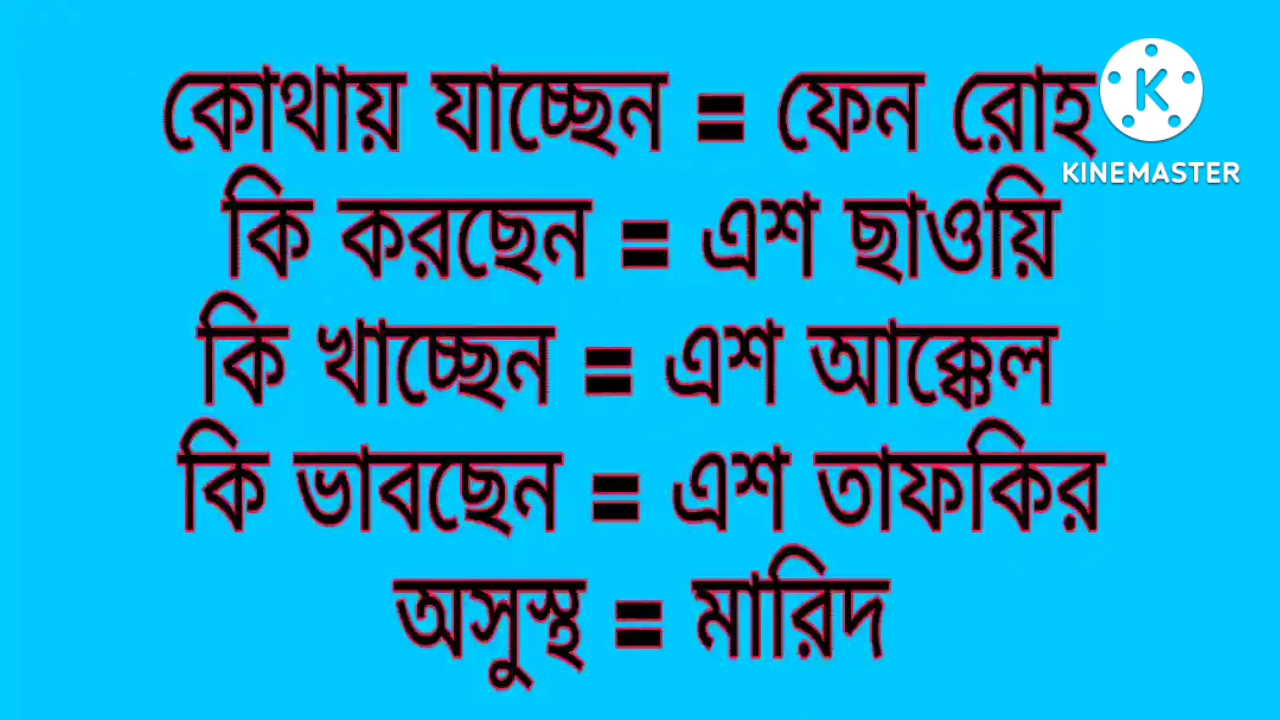 কোথায় যাচ্ছেন = ফেন রোহ
কি করছেন = এশ ছাওয়ি
কি খাচ্ছেন = এশ আক্কেল
কি ভাবছেন = এশ তাফকির
অসুস্থ = মারিদ
K
KINEMASTER